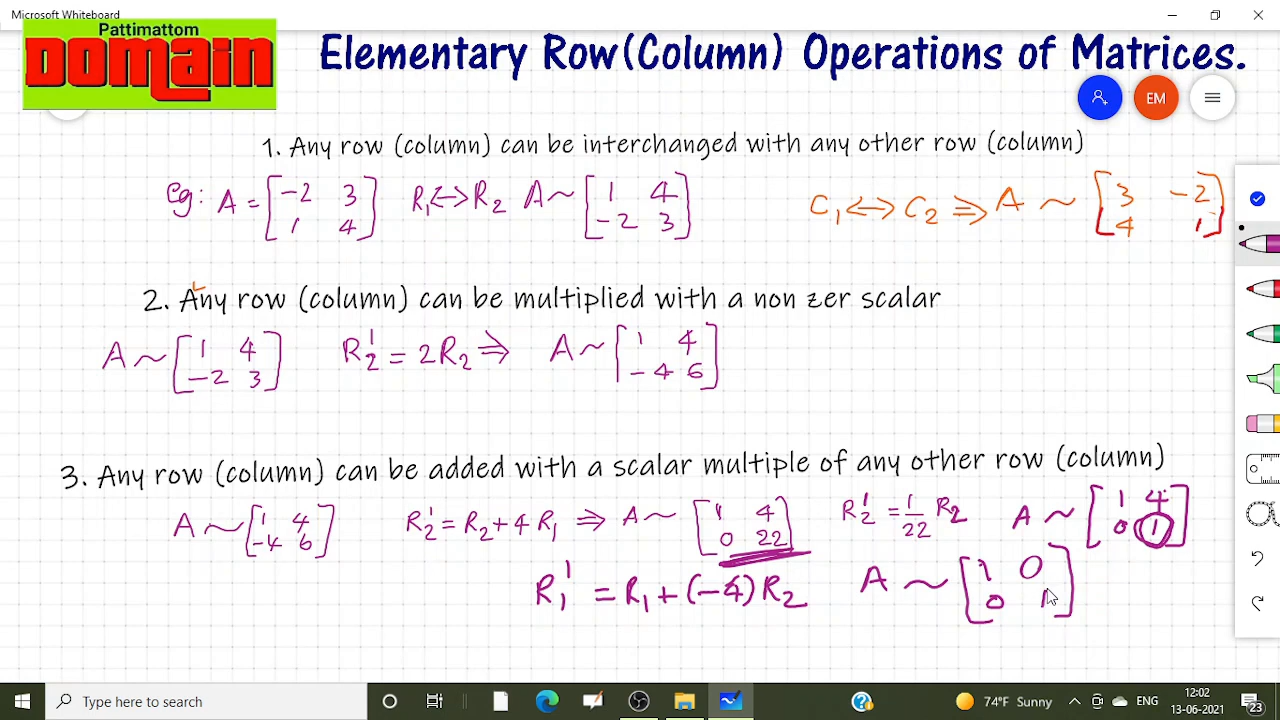 Microsoft Whiteboard
Pattimattom
Domain
Elementary Row(Column) Operations of Matrices.
EM
1. Any row (column) can be interchanged with any other row (column)
eg: A = [-2 3; 1 4] R₁↔R₂ A ~ [1 4; -2 3] C₁↔C₂ ⇒ A ~ [3 -2; 4 1]
2. Any row (column) can be multiplied with a non zer scalar
A ~ [1 4; -2 3] R₂' = 2R₂ ⇒ A ~ [1 4; -4 6]
3. Any row (column) can be added with a scalar multiple of any other row (column)
A ~ [1 4; -4 6] R₂' = R₂ + 4 R₁ ⇒ A ~ [1 4; 0 22] R₂' = 1/22 R₂ A ~ [1 4; 0 1]
R₁' = R₁ + (-4) R₂ A ~ [1 0; 0 1]
Type here to search
74°F Sunny
ENG
12:02
13-06-2021
23